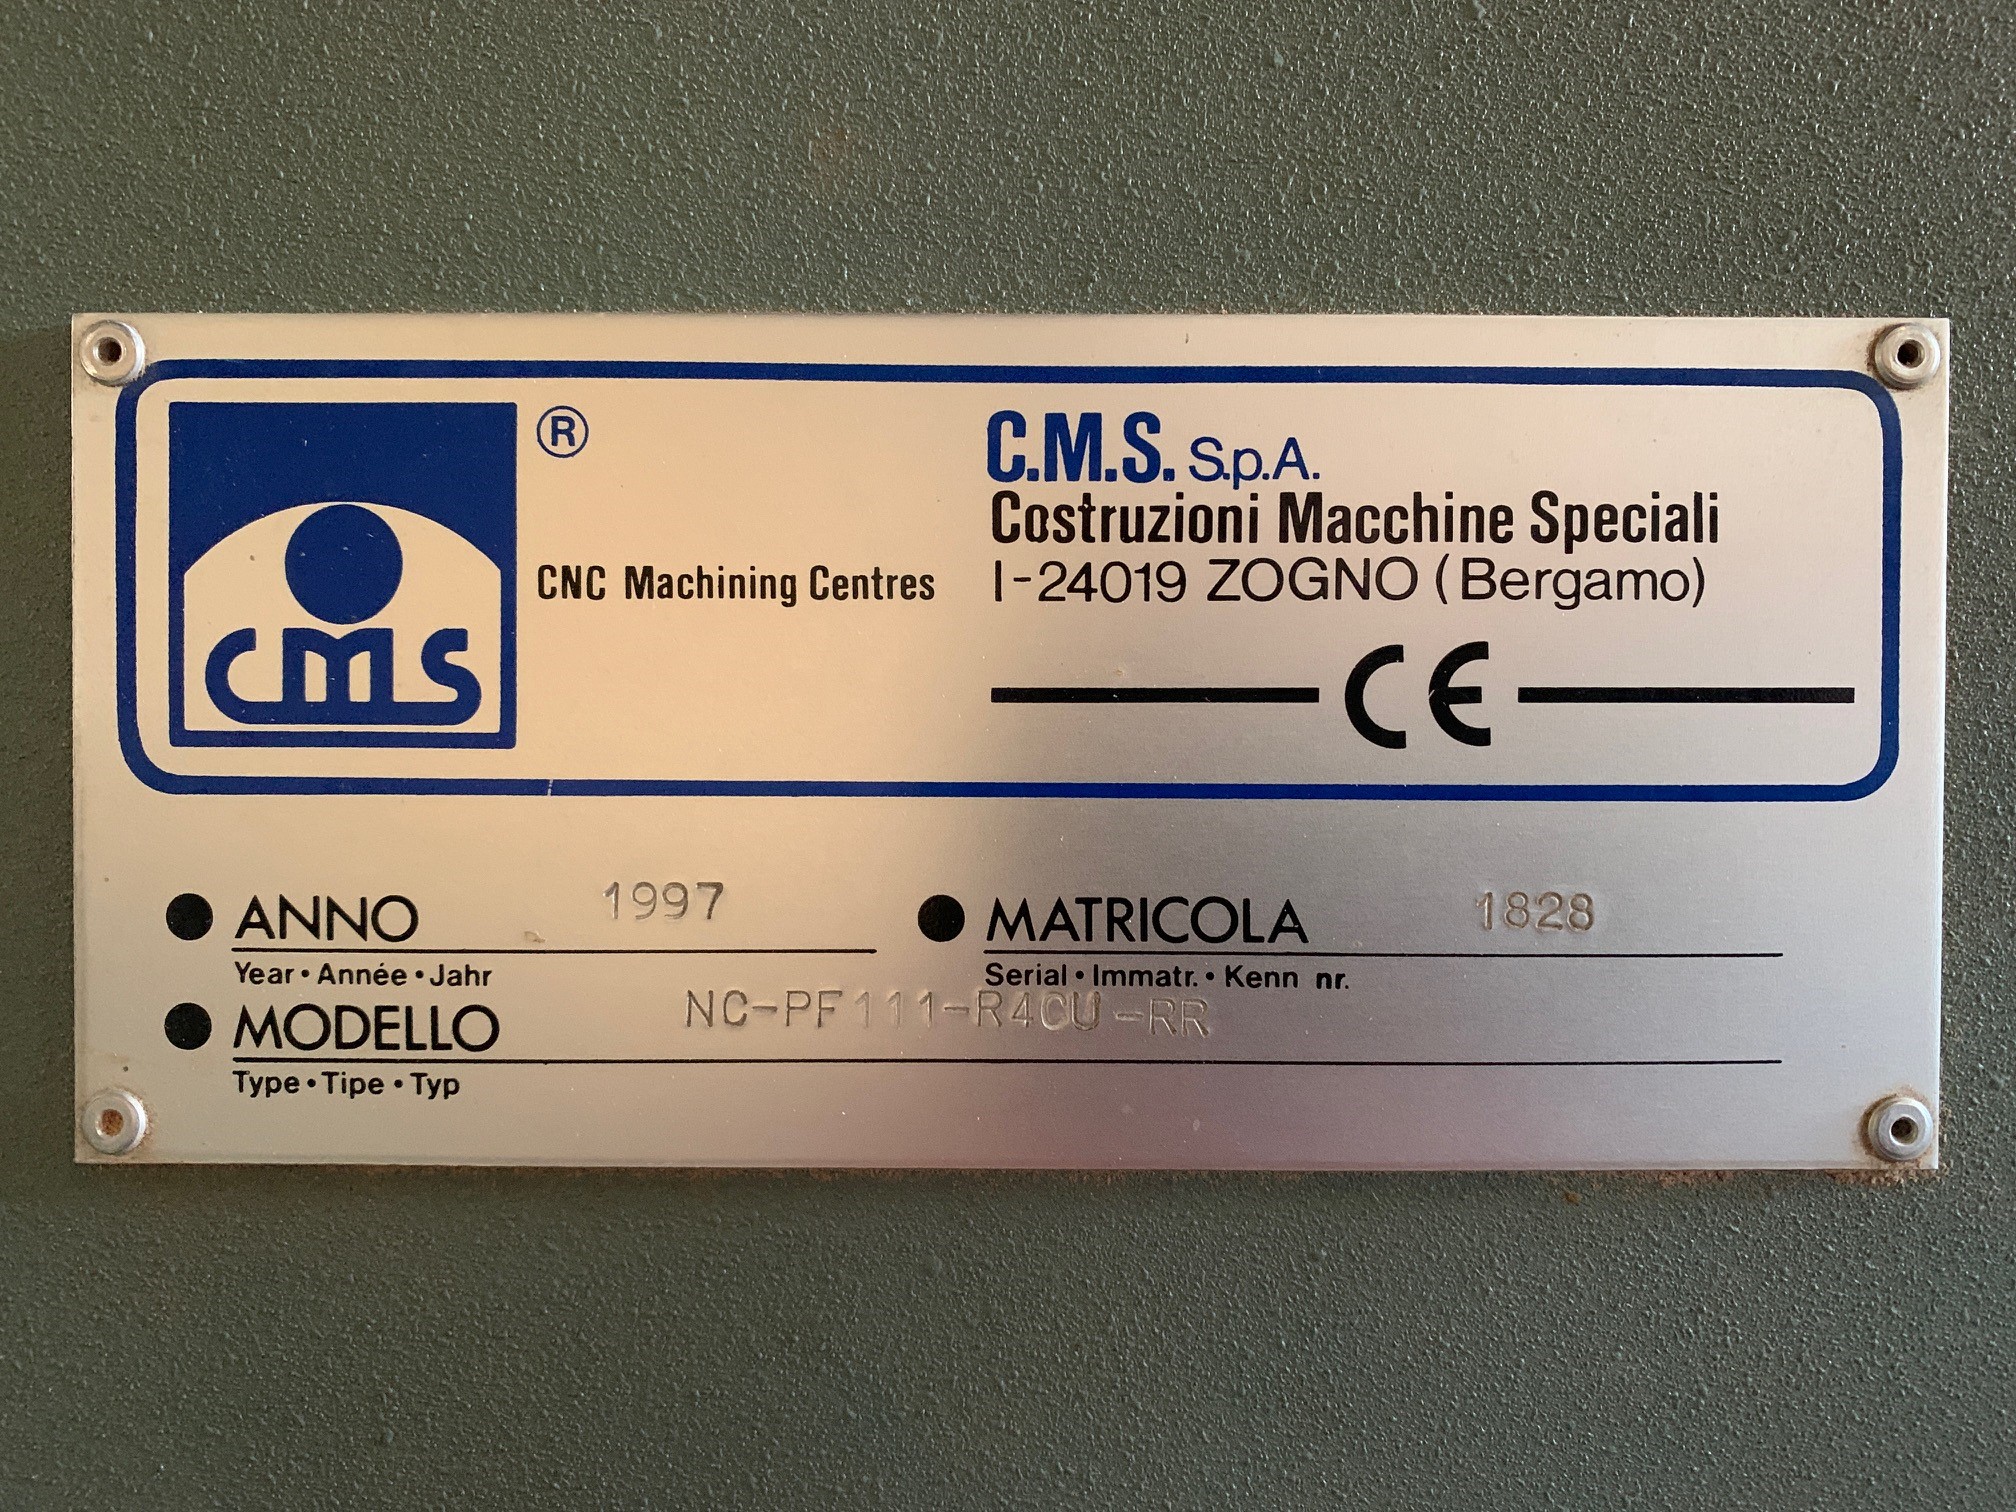 ®
C.M.S. S.p.A.
Costruzioni Macchine Speciali
cms
CNC Machining Centres
I-24019 ZOGNO (Bergamo)
CE
ANNO 1997
Year • Année • Jahr
MATRICOLA 1828
Serial • Immatr. • Kenn nr.
MODELLO NC-PF111-R4CU-RR
Type • Tipe • Typ